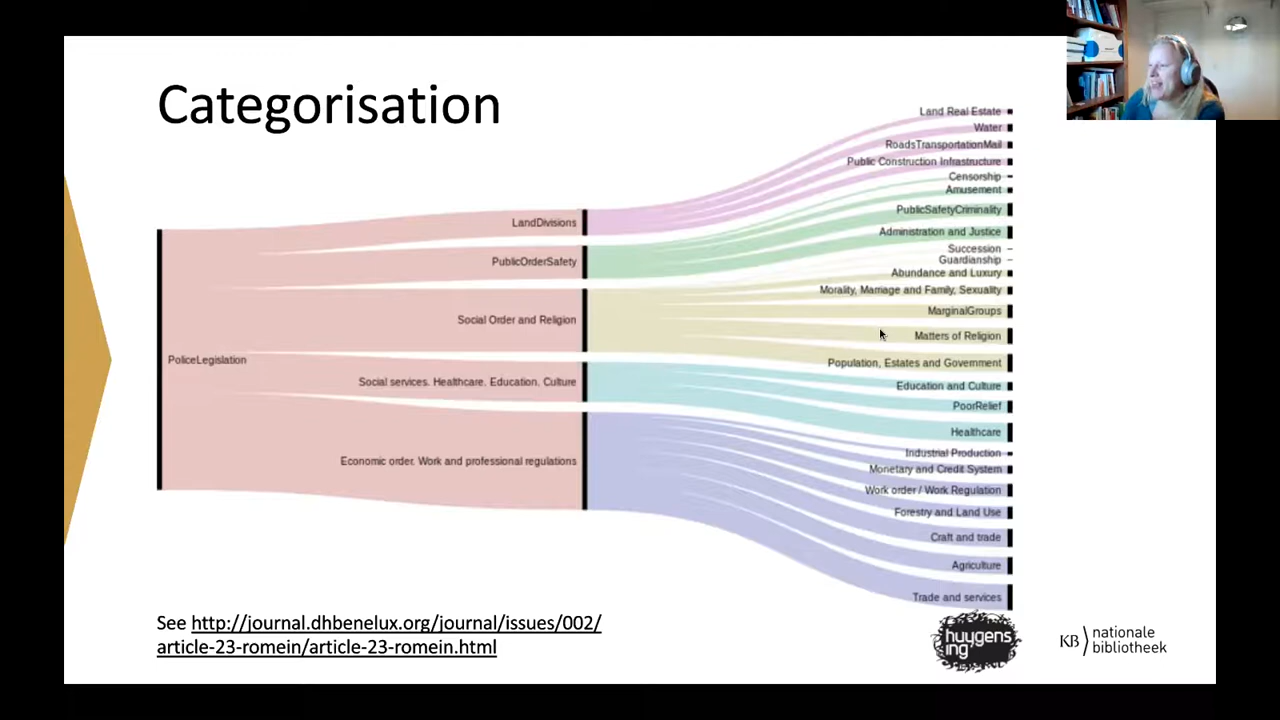 Categorisation
Land Real Estate
Water
RoadsTransportationMail
Public Construction Infrastructure
Censorship
Amusement
PublicSafetyCriminality
Administration and Justice
Succession
Guardianship
Abundance and Luxury
Morality, Marriage and Family, Sexuality
MarginalGroups
Matters of Religion
Population, Estates and Government
Education and Culture
PoorRelief
Healthcare
Industrial Production
Monetary and Credit System
Work order / Work Regulation
Forestry and Land Use
Craft and trade
Agriculture
Trade and services
LandDivisions
PublicOrderSafety
Social Order and Religion
Social services. Healthcare. Education. Culture
Economic order. Work and professional regulations
PoliceLegislation
See http://journal.dhbenelux.org/journal/issues/002/
article-23-romein/article-23-romein.html
huygens
ing
KB nationale
bibliotheek